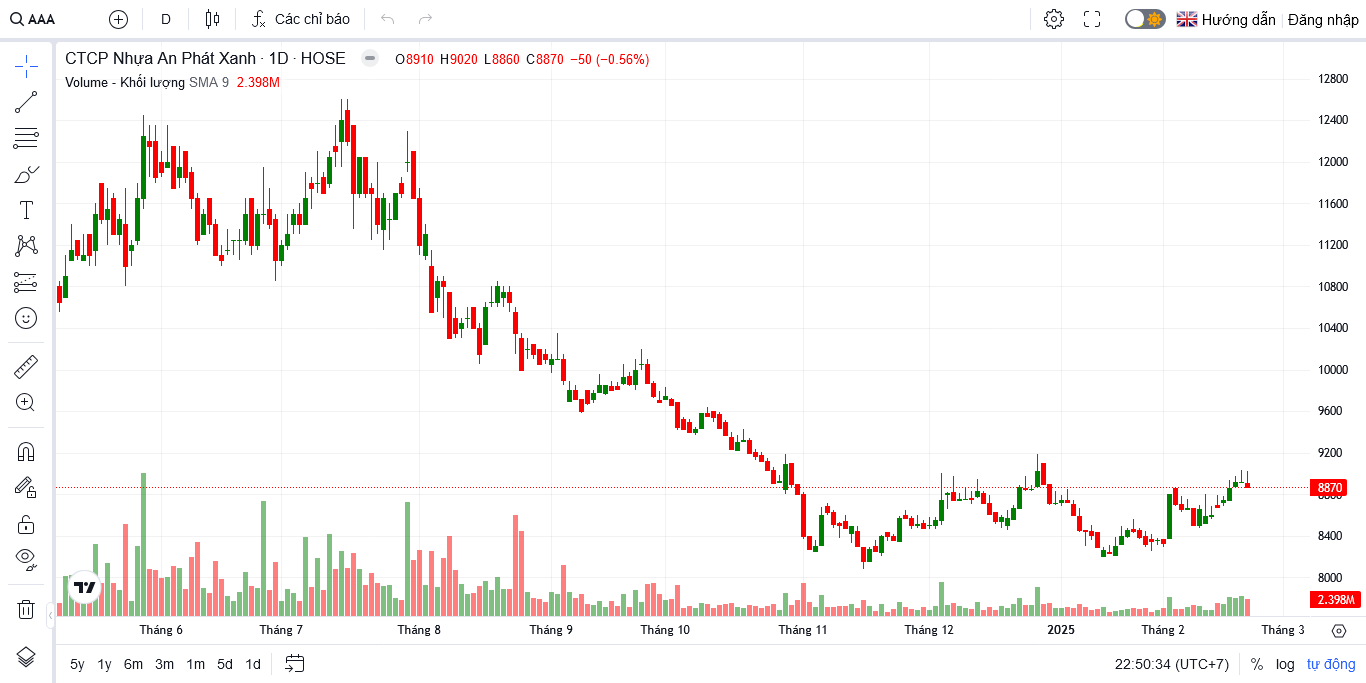 AAA D Các chỉ báo Hướng dẫn Đăng nhập
CTCP Nhựa An Phát Xanh · 1D · HOSE O8910 H9020 L8860 C8870 −50 (−0.56%)
Volume - Khối lượng SMA 9 2.398M
12800
12400
12000
11600
11200
10800
10400
10000
9600
9200
8870
8800
8400
8000
2.398M
Tháng 6 Tháng 7 Tháng 8 Tháng 9 Tháng 10 Tháng 11 Tháng 12 2025 Tháng 2 Tháng 3
5y 1y 6m 3m 1m 5d 1d 22:50:34 (UTC+7) % log tự động